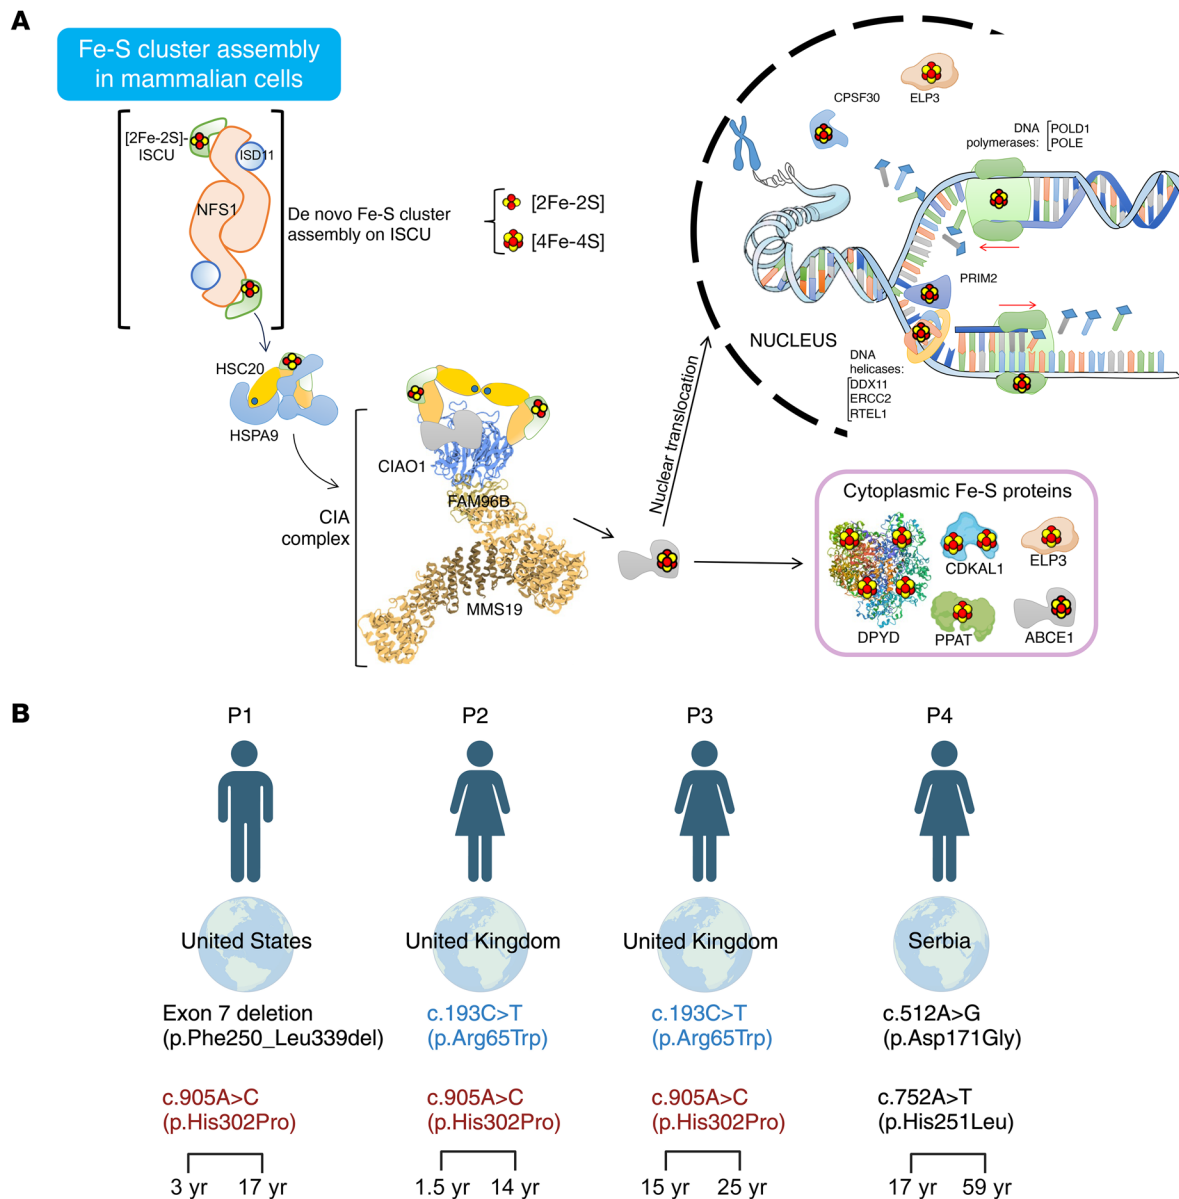 A
Fe-S cluster assembly
in mammalian cells
[2Fe-2S]-
ISCU
ISD11
NFS1
De novo Fe-S cluster
assembly on ISCU
[2Fe-2S]
[4Fe-4S]
HSC20
HSPA9
CIA
complex
CIAO1
FAM96B
MMS19
Nuclear translocation
NUCLEUS
CPSF30
ELP3
DNA
polymerases:
POLD1
POLE
PRIM2
DNA
helicases:
DDX11
ERCC2
RTEL1
Cytoplasmic Fe-S proteins
DPYD
CDKAL1
ELP3
PPAT
ABCE1
B
P1
P2
P3
P4
United States
United Kingdom
United Kingdom
Serbia
Exon 7 deletion
(p.Phe250_Leu339del)
c.193C>T
(p.Arg65Trp)
c.193C>T
(p.Arg65Trp)
c.512A>G
(p.Asp171Gly)
c.905A>C
(p.His302Pro)
c.905A>C
(p.His302Pro)
c.905A>C
(p.His302Pro)
c.752A>T
(p.His251Leu)
3 yr 17 yr
1.5 yr 14 yr
15 yr 25 yr
17 yr 59 yr